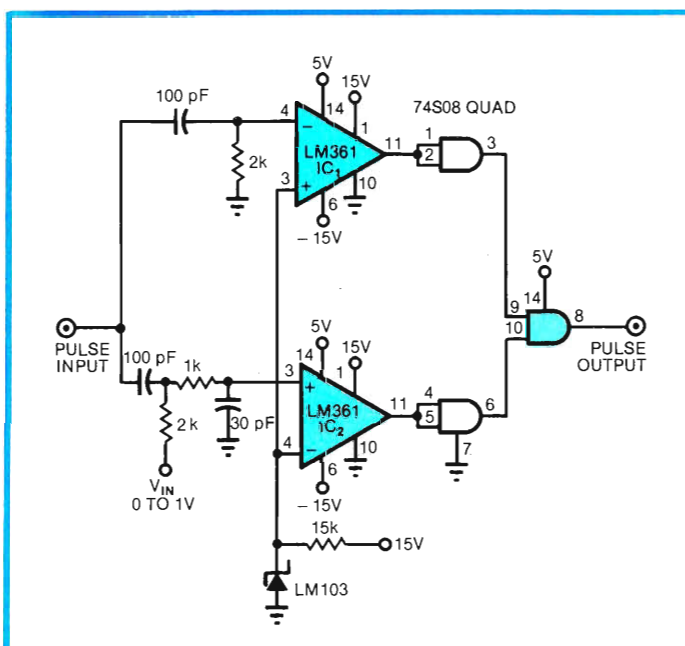 5V
15V
100 pF
74S08 QUAD
4
14
1
−
LM361
IC1
11
1
2
3
2k
3
+
10
6
− 15V
5V
14
9
10
8
PULSE
INPUT
PULSE
OUTPUT
5V
15V
100 pF
1k
14
1
3
+
LM361
IC2
11
4
5
6
2k
30 pF
4
−
10
7
6
VIN
0 TO 1V
− 15V
15k
15V
LM103